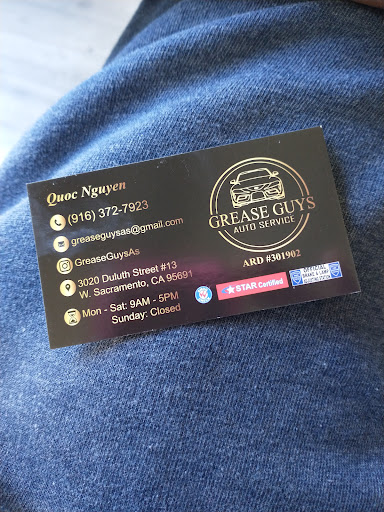 Quoc Nguyen
(916) 372-7923
greaseguysas@gmail.com
GreaseGuysAs
3020 Duluth Street #13
W. Sacramento, CA 95691
Mon - Sat: 9AM - 5PM
Sunday: Closed
GREASE GUYS
AUTO SERVICE
ARD #301902
STAR Certified